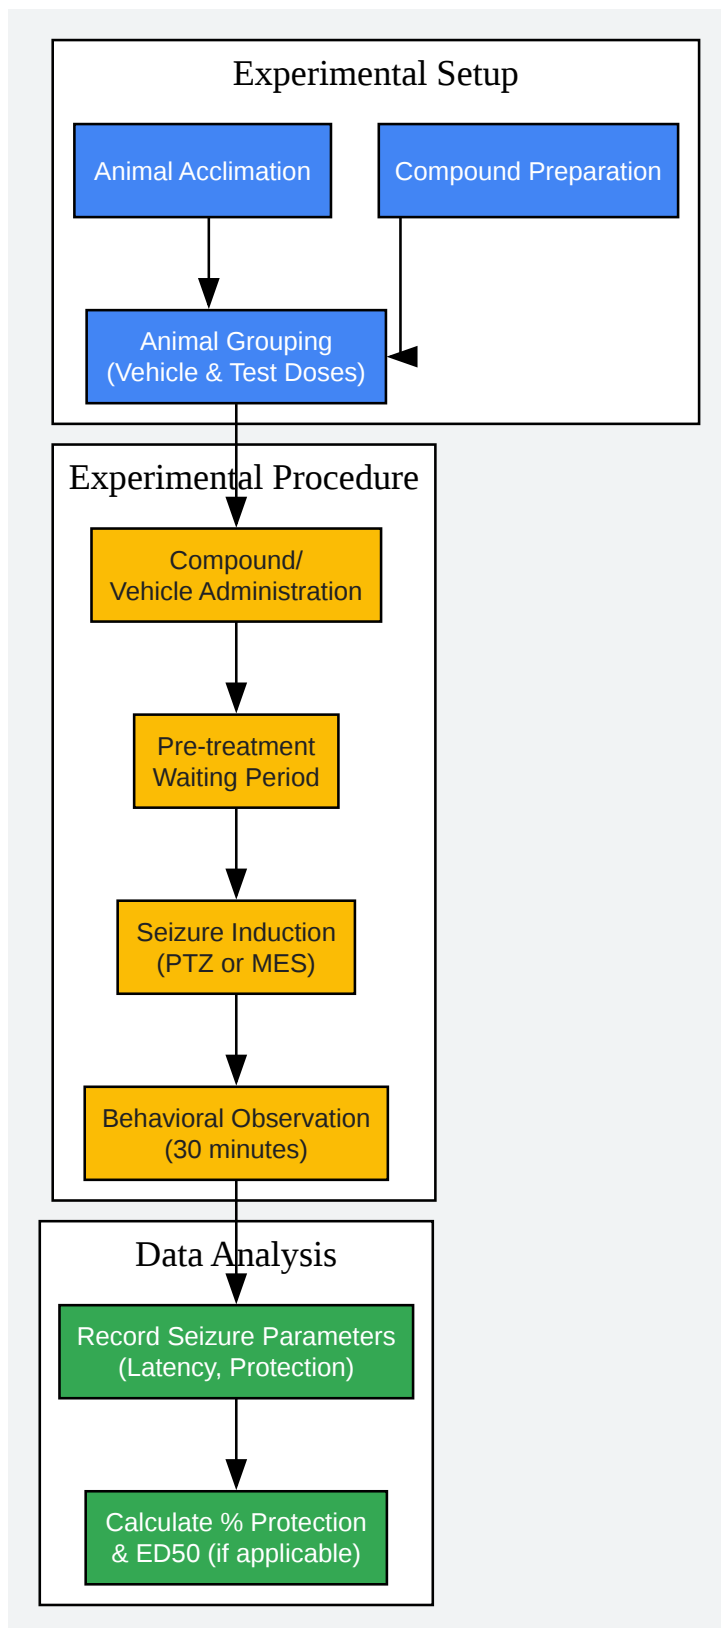 Experimental Setup
Animal Acclimation
Compound Preparation
Animal Grouping
(Vehicle & Test Doses)
Experimental Procedure
Compound/
Vehicle Administration
Pre-treatment
Waiting Period
Seizure Induction
(PTZ or MES)
Behavioral Observation
(30 minutes)
Data Analysis
Record Seizure Parameters
(Latency, Protection)
Calculate % Protection
& ED50 (if applicable)